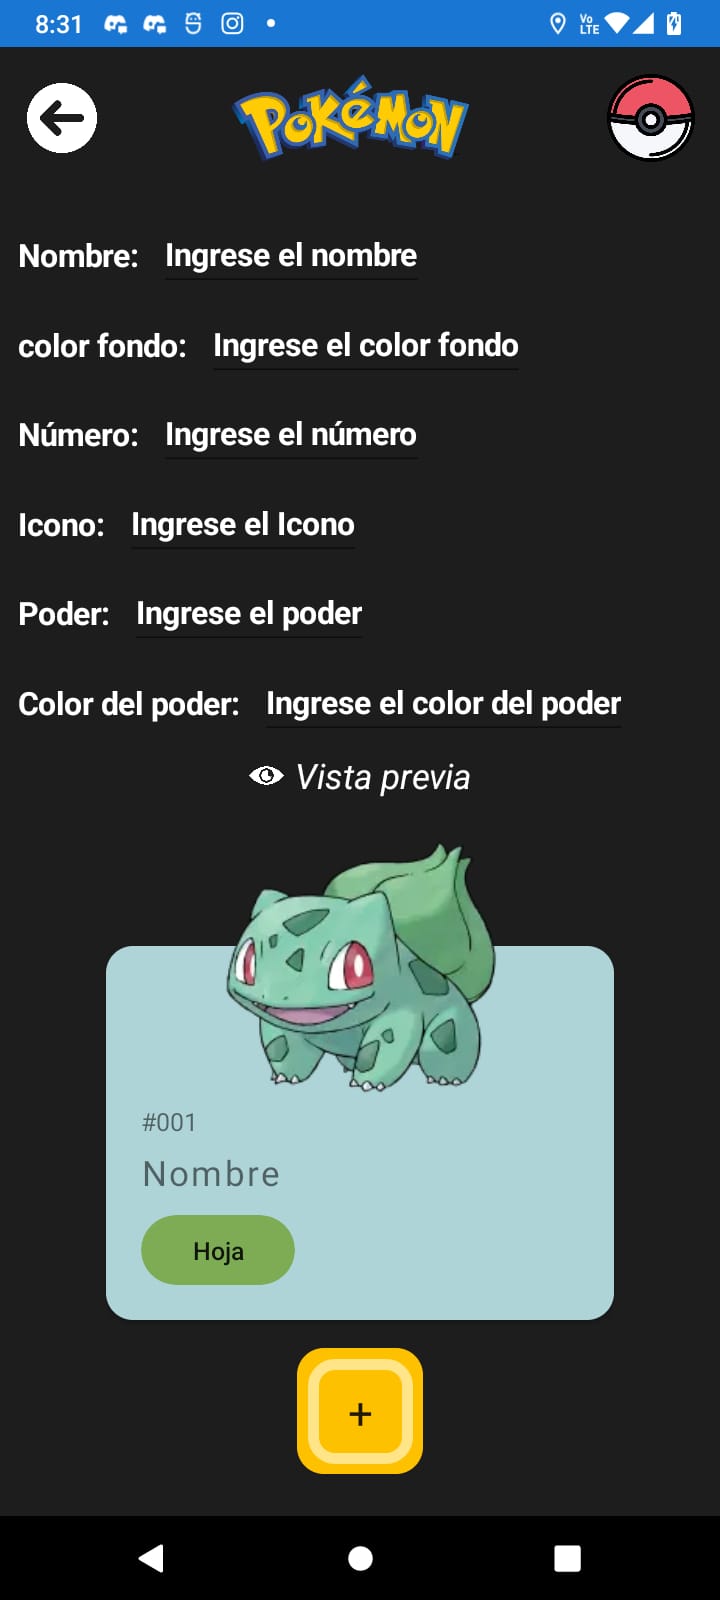 8:31 Vo LTE
POKéMON
Nombre: Ingrese el nombre
color fondo: Ingrese el color fondo
Número: Ingrese el número
Icono: Ingrese el Icono
Poder: Ingrese el poder
Color del poder: Ingrese el color del poder
Vista previa
#001
Nombre
Hoja
+